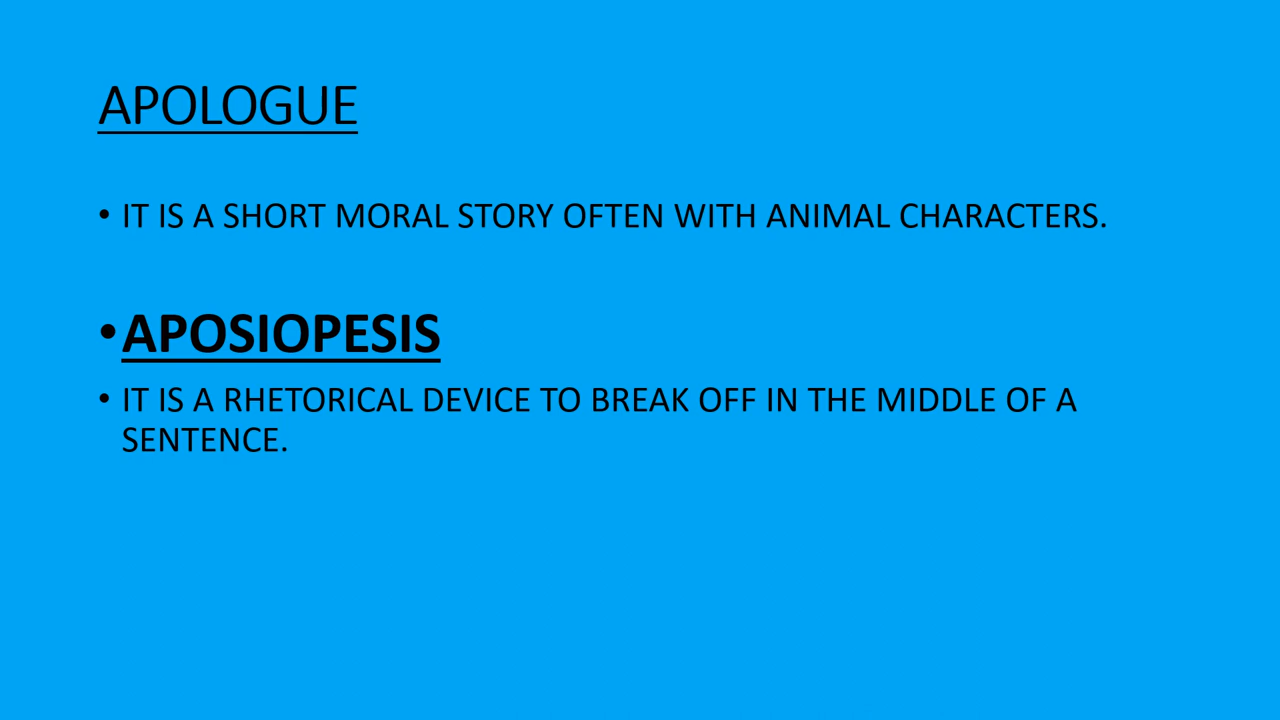 APOLOGUE
• IT IS A SHORT MORAL STORY OFTEN WITH ANIMAL CHARACTERS.
• APOSIOPESIS
• IT IS A RHETORICAL DEVICE TO BREAK OFF IN THE MIDDLE OF A
SENTENCE.